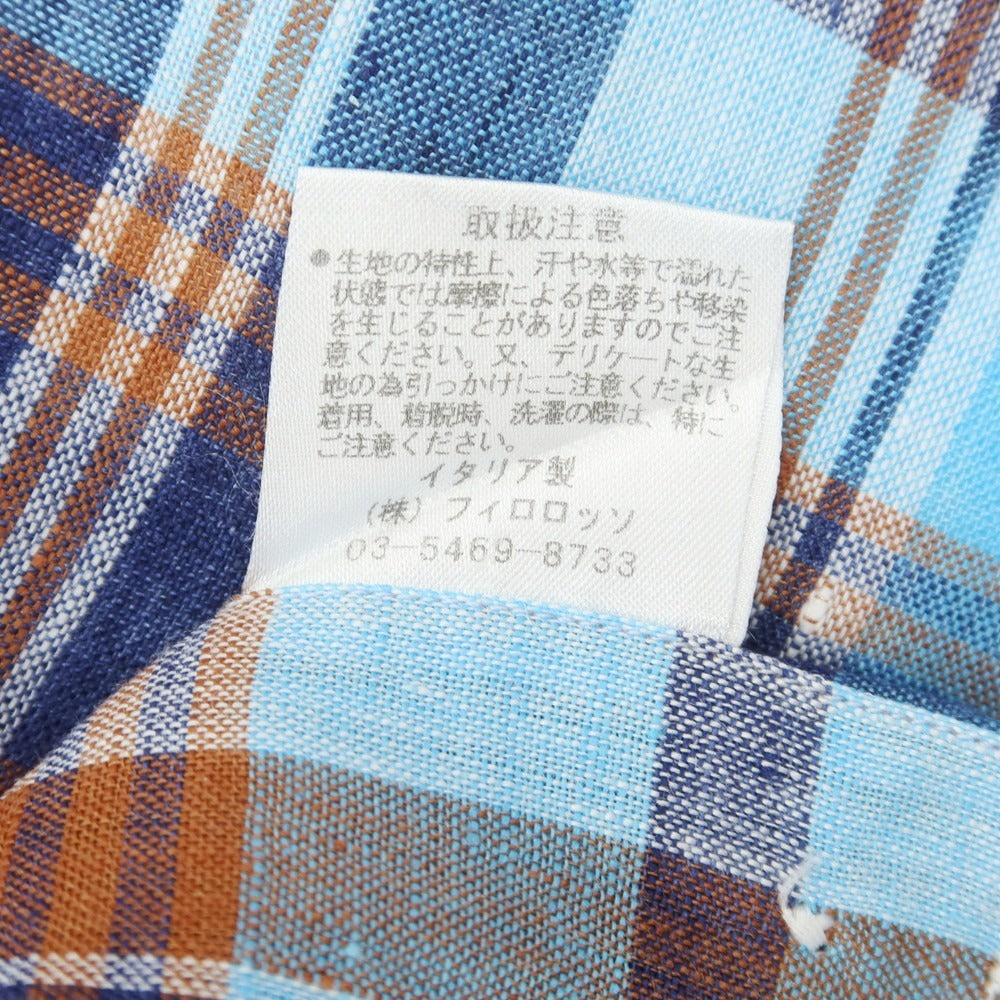 取扱注意
●生地の特性上、汗や水等で濡れた
状態では摩擦による色落ちや移染
を生じることがありますのでご注
意ください。又、デリケートな生
地の為引っかけにご注意ください。
着用、着脱時、洗濯の際は、特に
ご注意ください。
イタリア製
(株)フィロロッソ
03-5469-8733